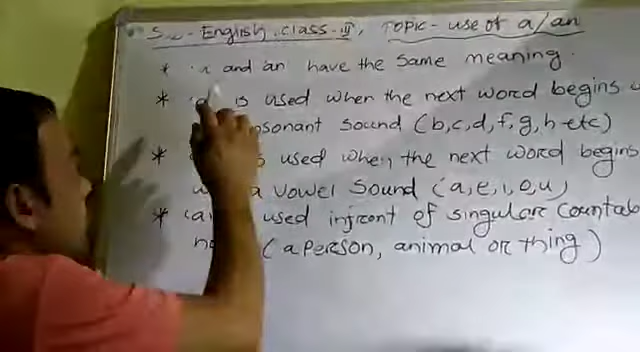 Sub-English, class-III, TOPIC-use of a/an
* 'a and an have the same meaning.
* 'a is used when the next word begins
nsonant sound (b,c,d,f,g,h-etc)
* s used when the next word begins
a vowel sound (a,e,i,o,u)
* 'a used infront of singular countab
(a person, animal or thing)